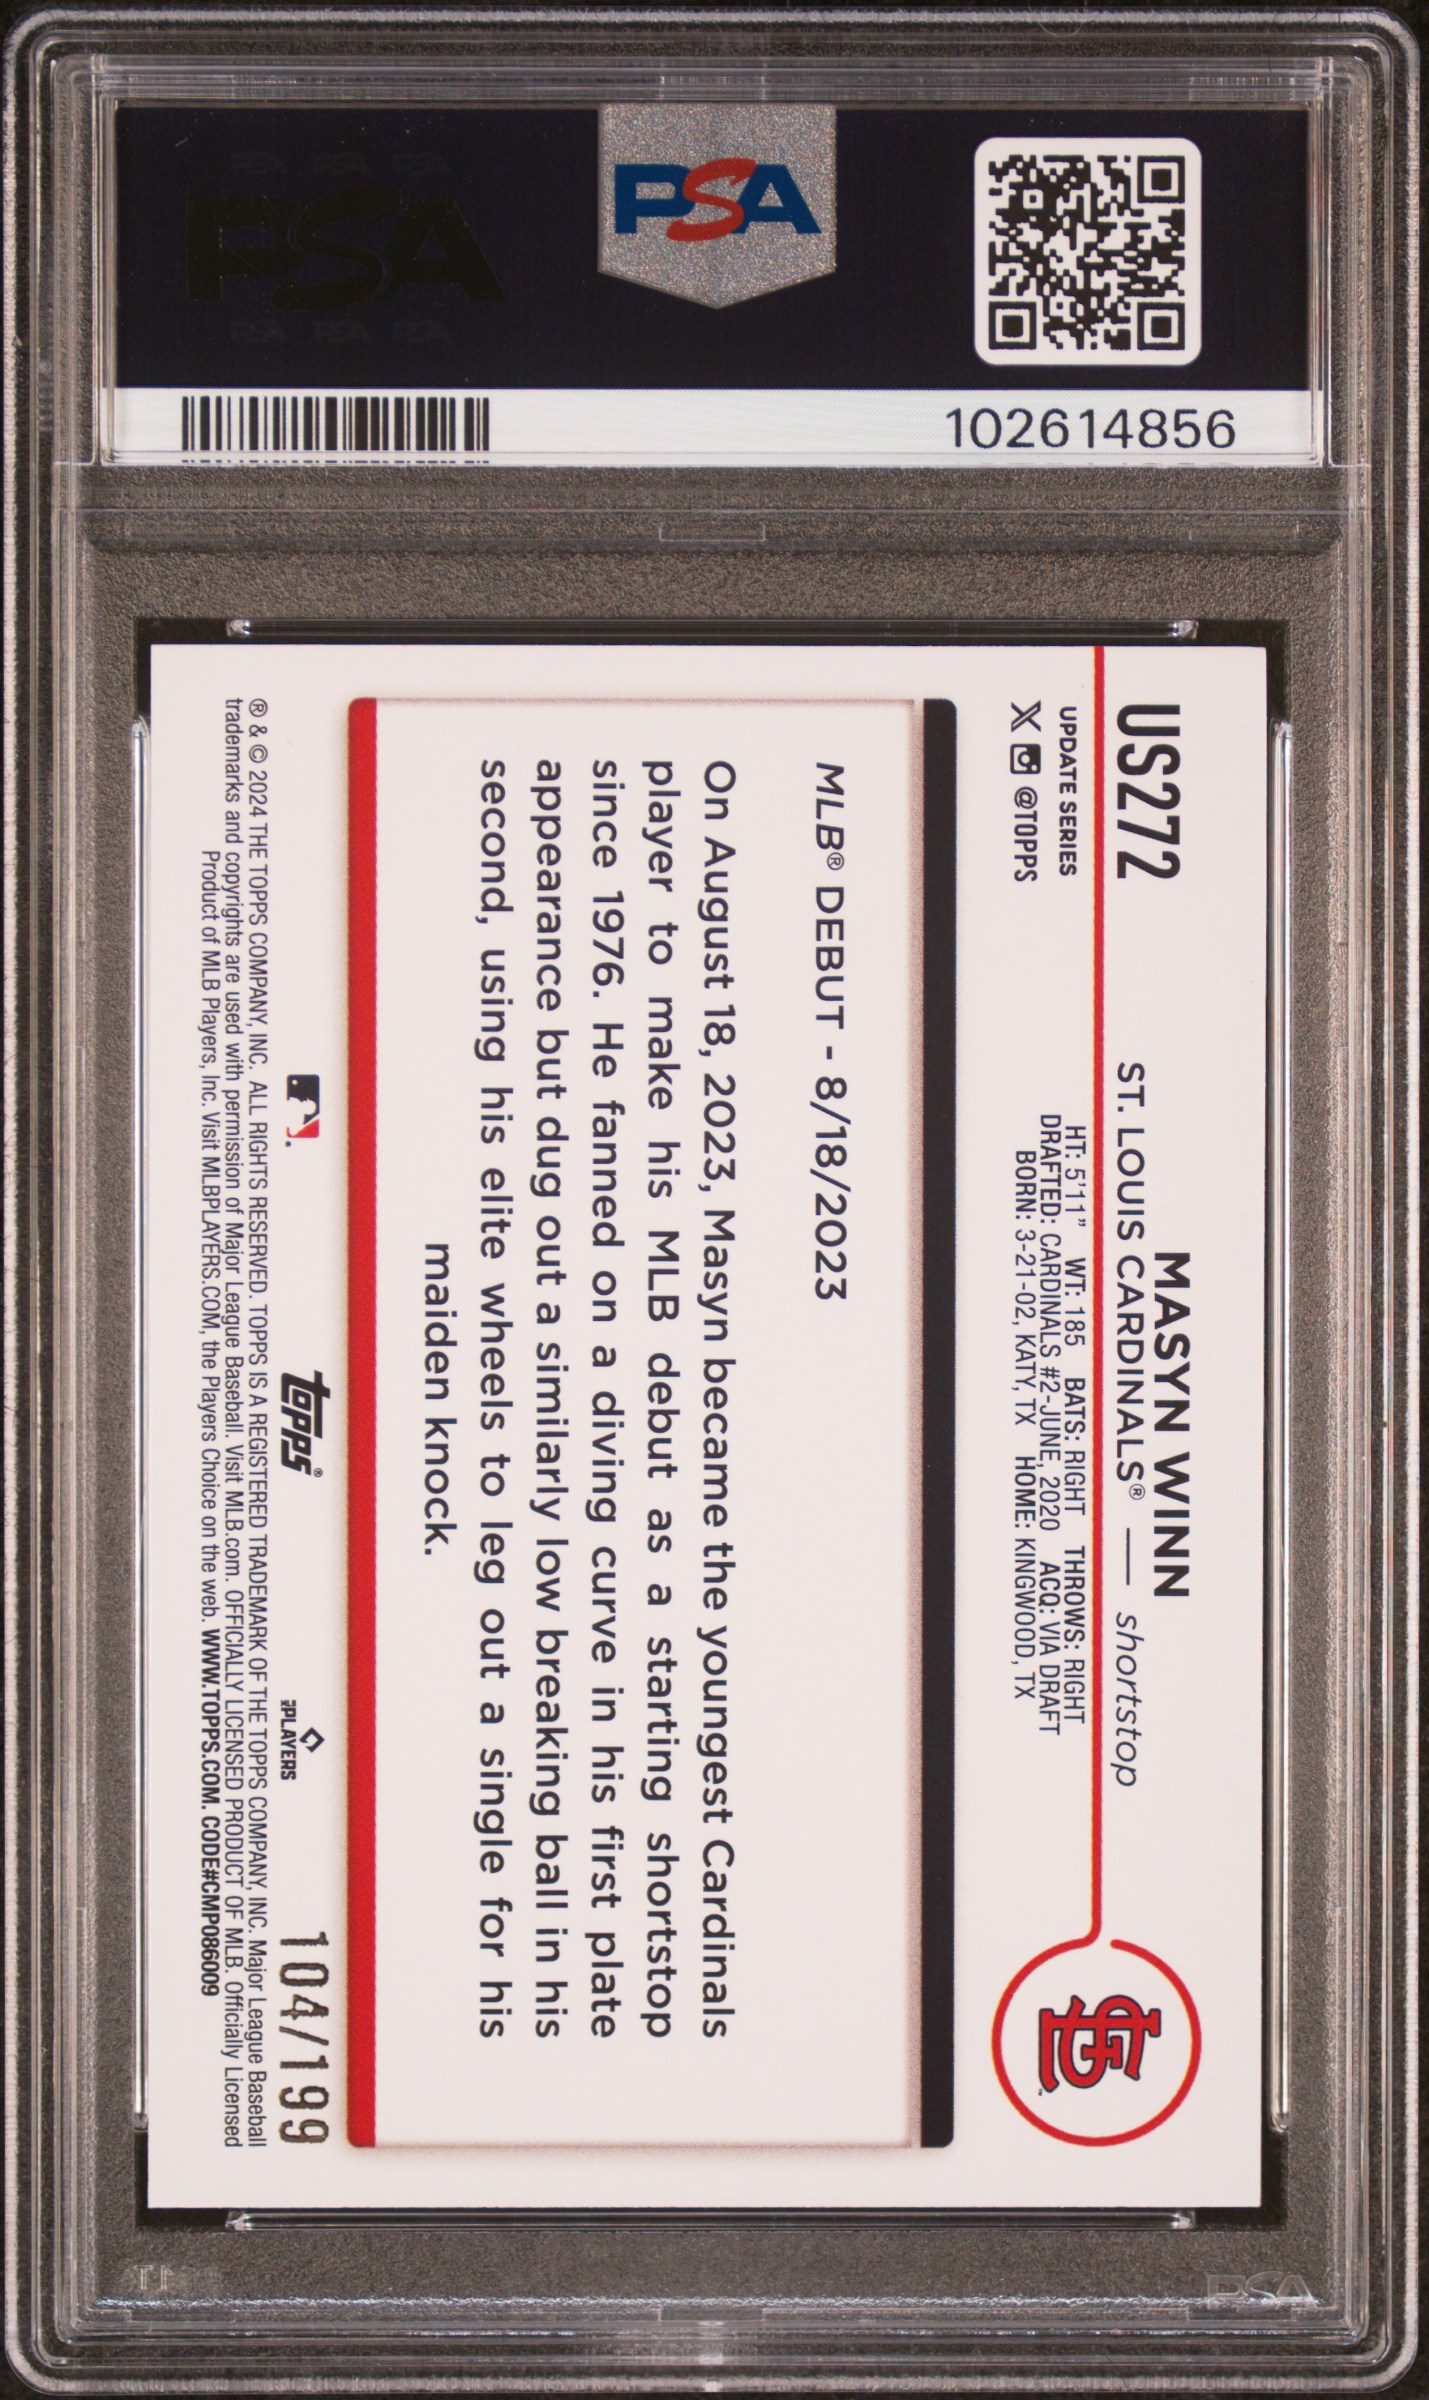 PSA
PSA
102614856
US272
MASYN WINN
ST. LOUIS CARDINALS® — shortstop
UPDATE SERIES
@TOPPS
HT: 5'11" WT: 185 BATS: RIGHT THROWS: RIGHT
DRAFTED: CARDINALS #2-JUNE, 2020 ACQ: VIA DRAFT
BORN: 3-21-02, KATY, TX HOME: KINGWOOD, TX
STL
MLB® DEBUT - 8/18/2023
On August 18, 2023, Masyn became the youngest Cardinals
player to make his MLB debut as a starting shortstop
since 1976. He fanned on a diving curve in his first plate
appearance but dug out a similarly low breaking ball in his
second, using his elite wheels to leg out a single for his
maiden knock.
topps®
PLAYERS
104/199
® & © 2024 THE TOPPS COMPANY, INC. ALL RIGHTS RESERVED. TOPPS IS A REGISTERED TRADEMARK OF THE TOPPS COMPANY, INC. Major League Baseball
trademarks and copyrights are used with permission of Major League Baseball. Visit MLB.com. OFFICIALLY LICENSED PRODUCT OF MLB. Officially Licensed
Product of MLB Players, Inc. Visit MLBPLAYERS.COM, the Players Choice on the web. WWW.TOPPS.COM. CODE#CMP086009
PSA